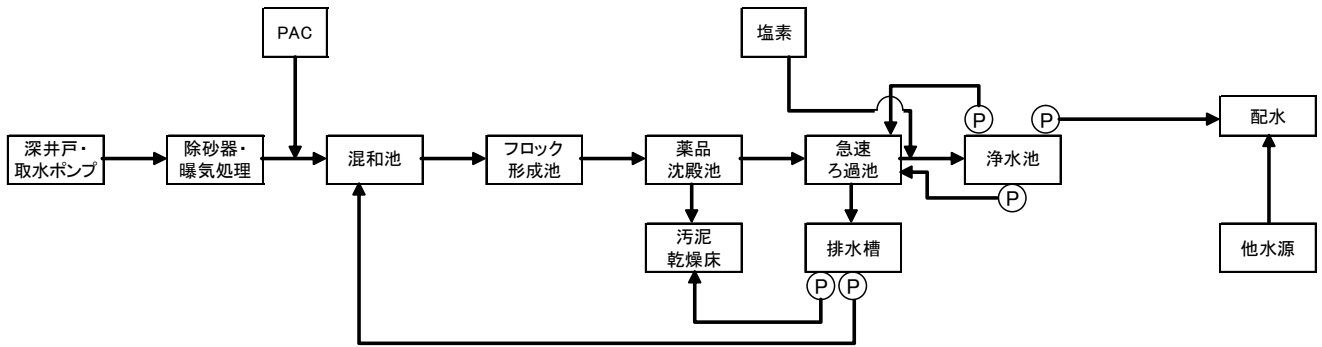 PAC
塩素
深井戸・
取水ポンプ
除砂器・
曝気処理
混和池
フロック
形成池
薬品
沈殿池
急速
ろ過池
P
P
浄水池
配水
P
汚泥
乾燥床
排水槽
他水源
P
P